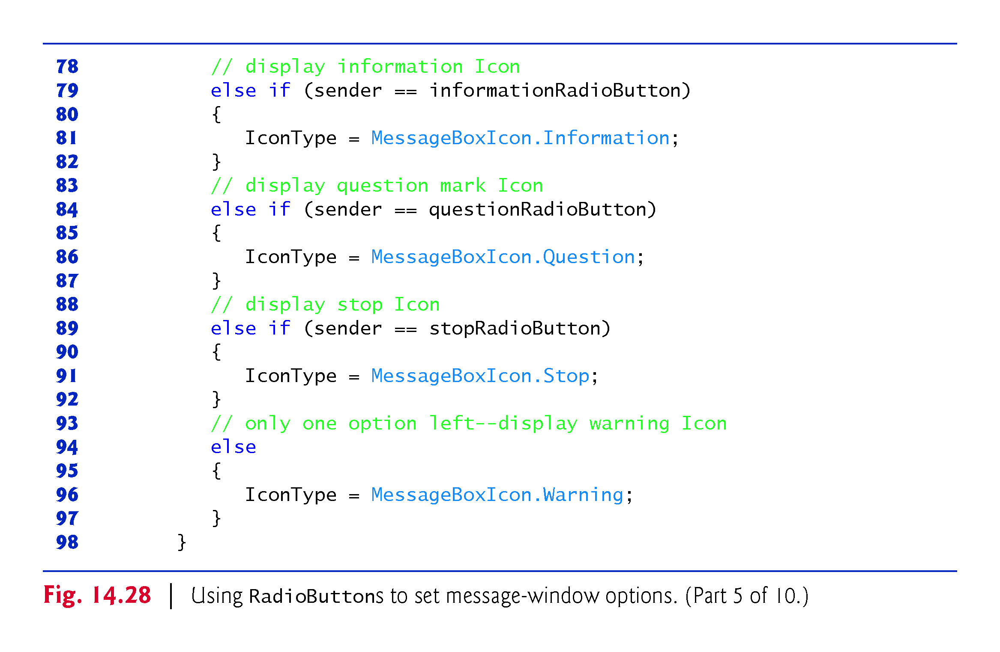 78 // display information Icon
79 else if (sender == informationRadioButton)
80 {
81 IconType = MessageBoxIcon.Information;
82 }
83 // display question mark Icon
84 else if (sender == questionRadioButton)
85 {
86 IconType = MessageBoxIcon.Question;
87 }
88 // display stop Icon
89 else if (sender == stopRadioButton)
90 {
91 IconType = MessageBoxIcon.Stop;
92 }
93 // only one option left--display warning Icon
94 else
95 {
96 IconType = MessageBoxIcon.Warning;
97 }
98 }
Fig. 14.28 | Using RadioButtons to set message-window options. (Part 5 of 10.)